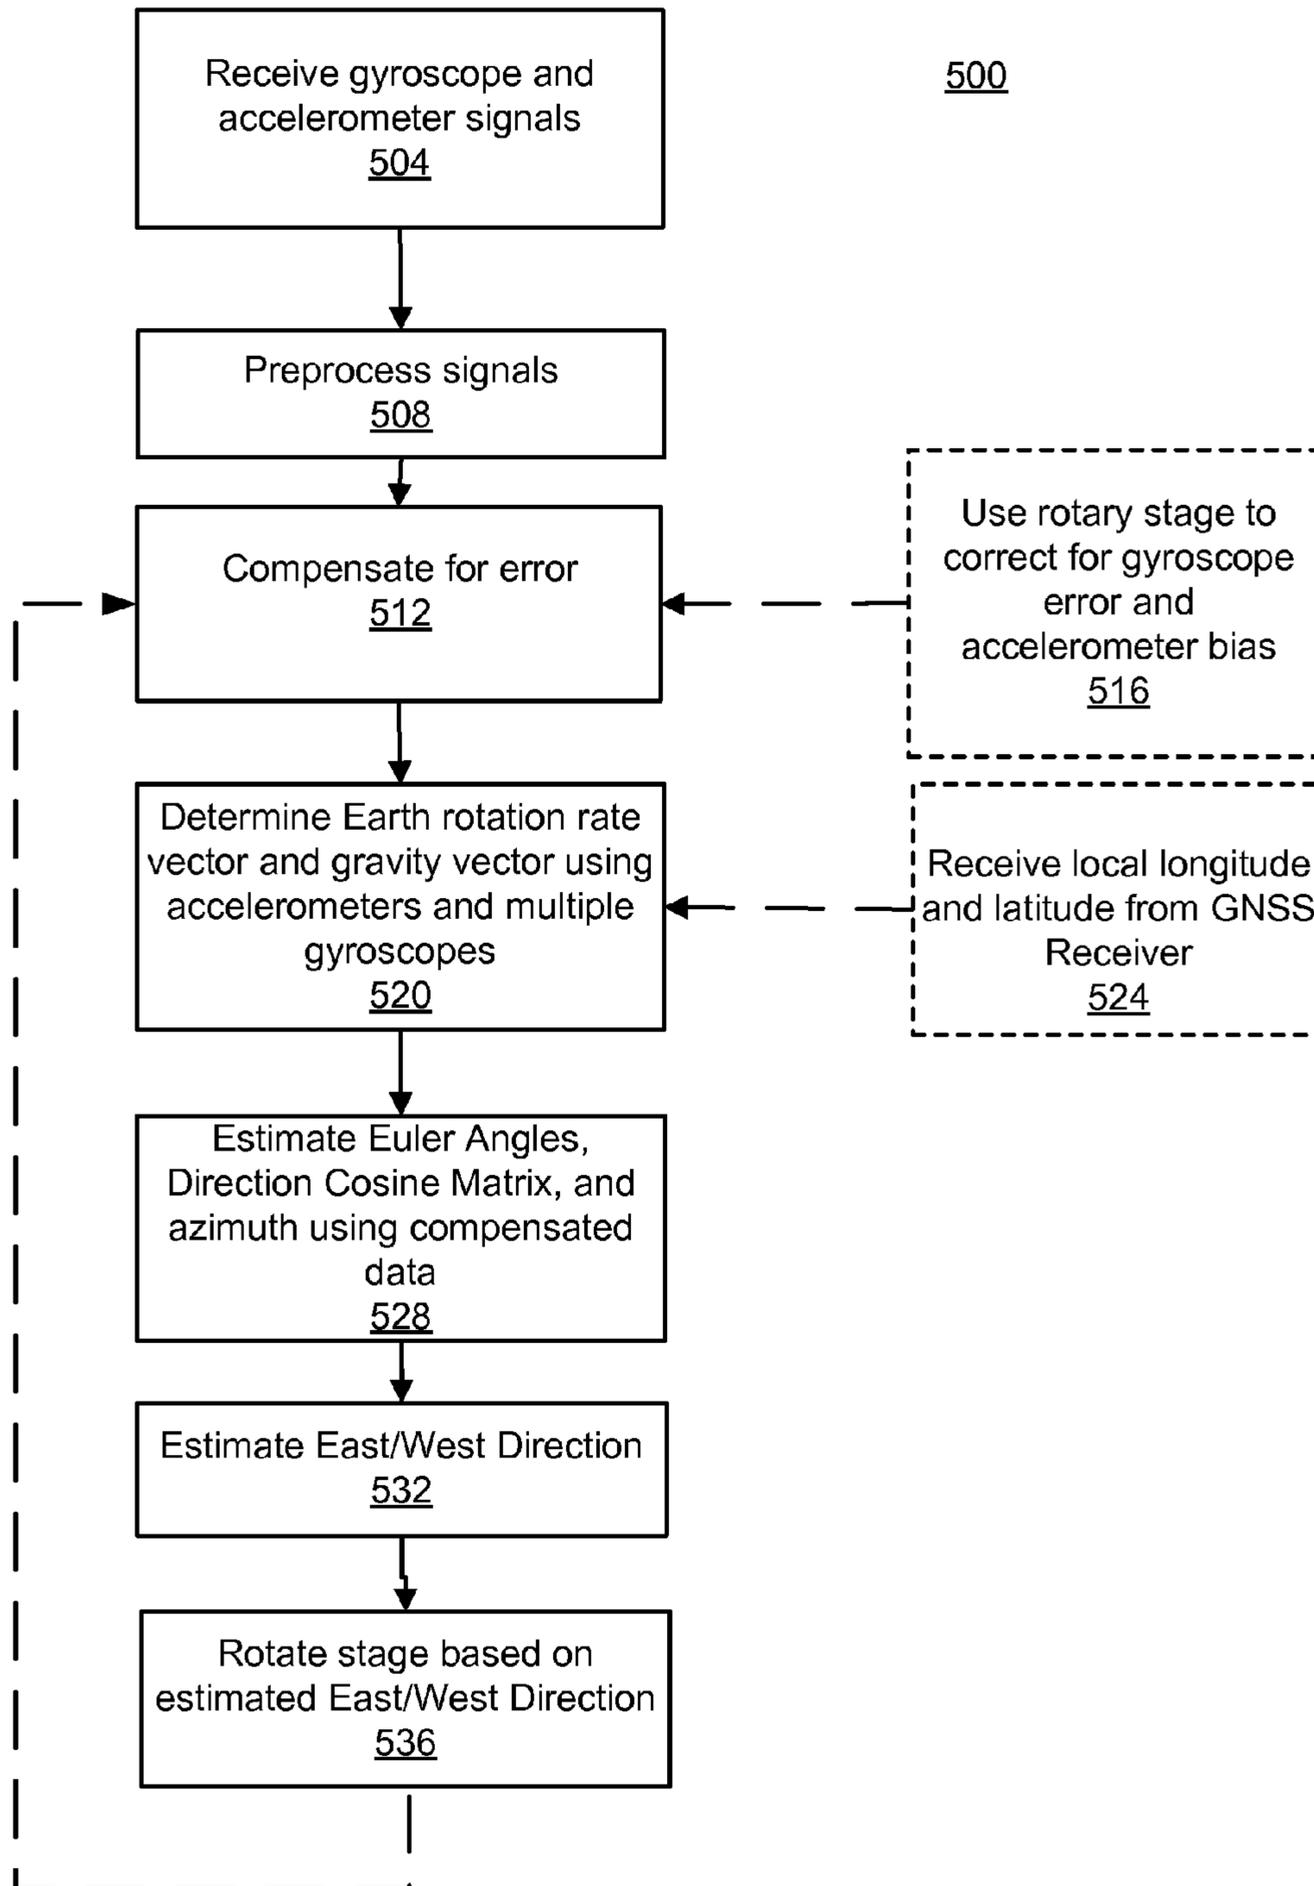 Receive gyroscope and
accelerometer signals
504
500
Preprocess signals
508
Compensate for error
512
Use rotary stage to
correct for gyroscope
error and
accelerometer bias
516
Determine Earth rotation rate
vector and gravity vector using
accelerometers and multiple
gyroscopes
520
Receive local longitude
and latitude from GNSS
Receiver
524
Estimate Euler Angles,
Direction Cosine Matrix, and
azimuth using compensated
data
528
Estimate East/West Direction
532
Rotate stage based on
estimated East/West Direction
536